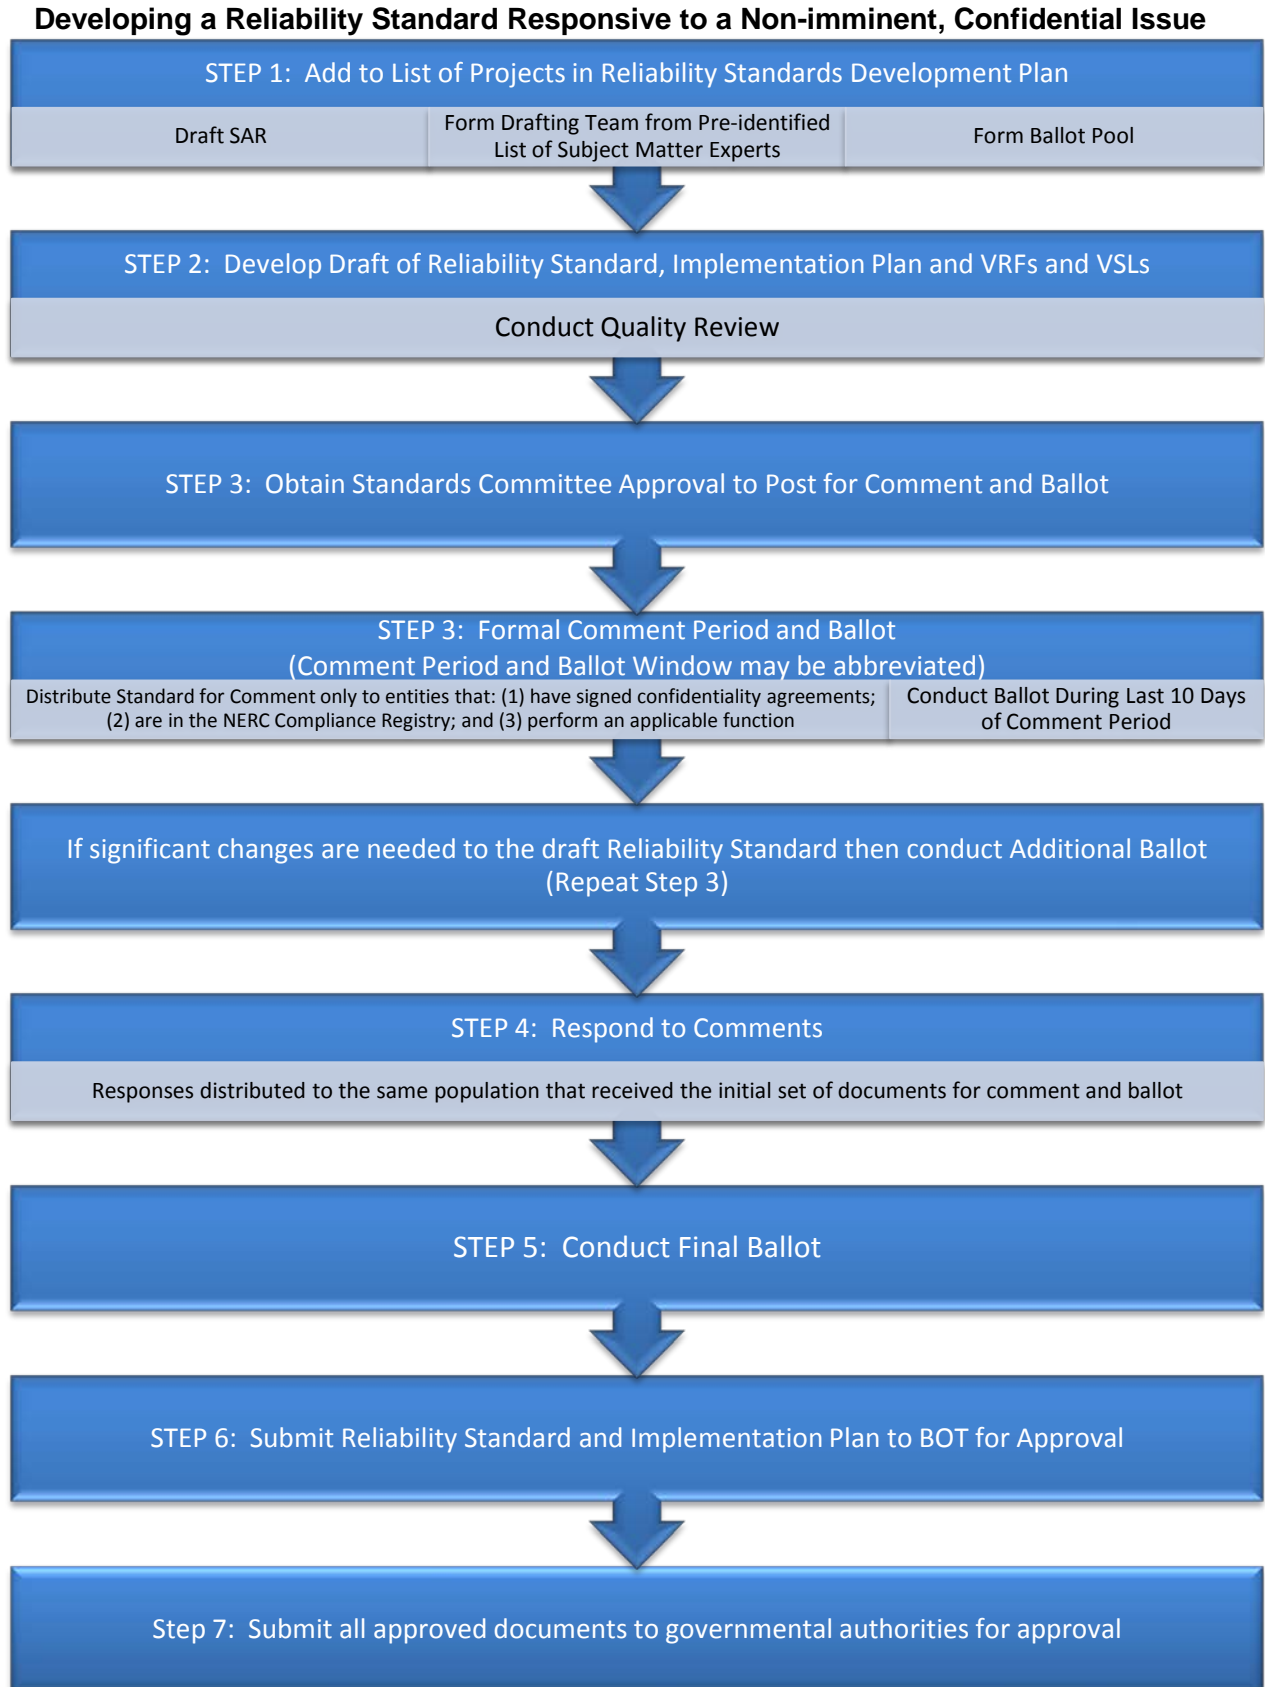 Developing a Reliability Standard Responsive to a Non-imminent, Confidential Issue
STEP 1: Add to List of Projects in Reliability Standards Development Plan
Draft SAR
Form Drafting Team from Pre-identified
List of Subject Matter Experts
Form Ballot Pool
STEP 2: Develop Draft of Reliability Standard, Implementation Plan and VRFs and VSLs
Conduct Quality Review
STEP 3: Obtain Standards Committee Approval to Post for Comment and Ballot
STEP 3: Formal Comment Period and Ballot
(Comment Period and Ballot Window may be abbreviated)
Distribute Standard for Comment only to entities that: (1) have signed confidentiality agreements;
(2) are in the NERC Compliance Registry; and (3) perform an applicable function
Conduct Ballot During Last 10 Days
of Comment Period
If significant changes are needed to the draft Reliability Standard then conduct Additional Ballot
(Repeat Step 3)
STEP 4: Respond to Comments
Responses distributed to the same population that received the initial set of documents for comment and ballot
STEP 5: Conduct Final Ballot
STEP 6: Submit Reliability Standard and Implementation Plan to BOT for Approval
Step 7: Submit all approved documents to governmental authorities for approval